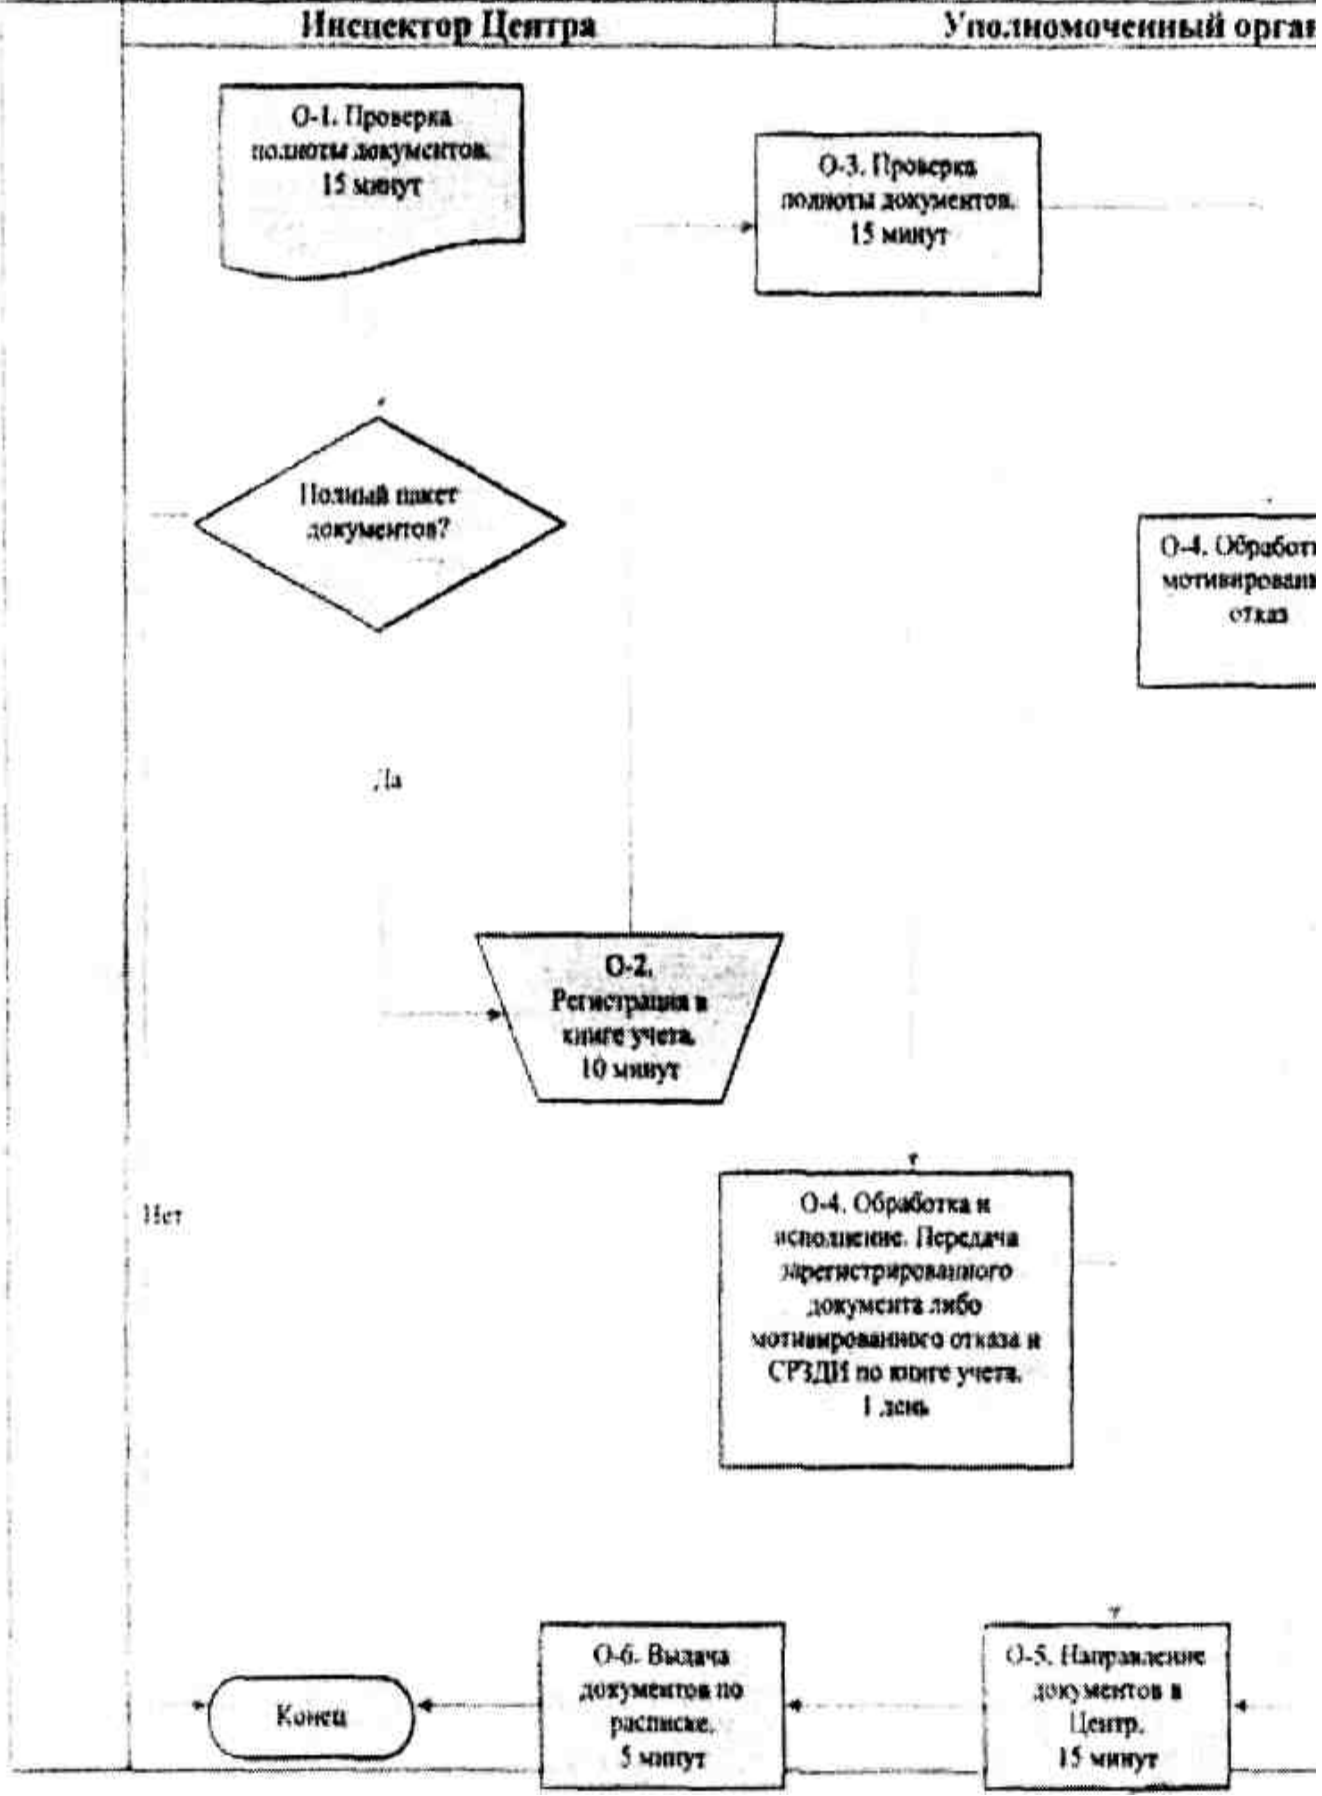 Инспектор Центра
Уполномоченный орган
О-1. Проверка
полноты документов.
15 минут
О-3. Проверка
полноты документов.
15 минут
Полный пакет
документов?
О-4. Обработ
мотивирован
отказ
Да
О-2.
Регистрация в
книге учета.
10 минут
Нет
О-4. Обработка и
исполнение. Передача
зарегистрированного
документа либо
мотивированного отказа и
СРЗДИ по книге учета.
1 день
О-6. Выдача
документов по
расписке.
5 минут
О-5. Направление
документов в
Центр.
15 минут
Конец